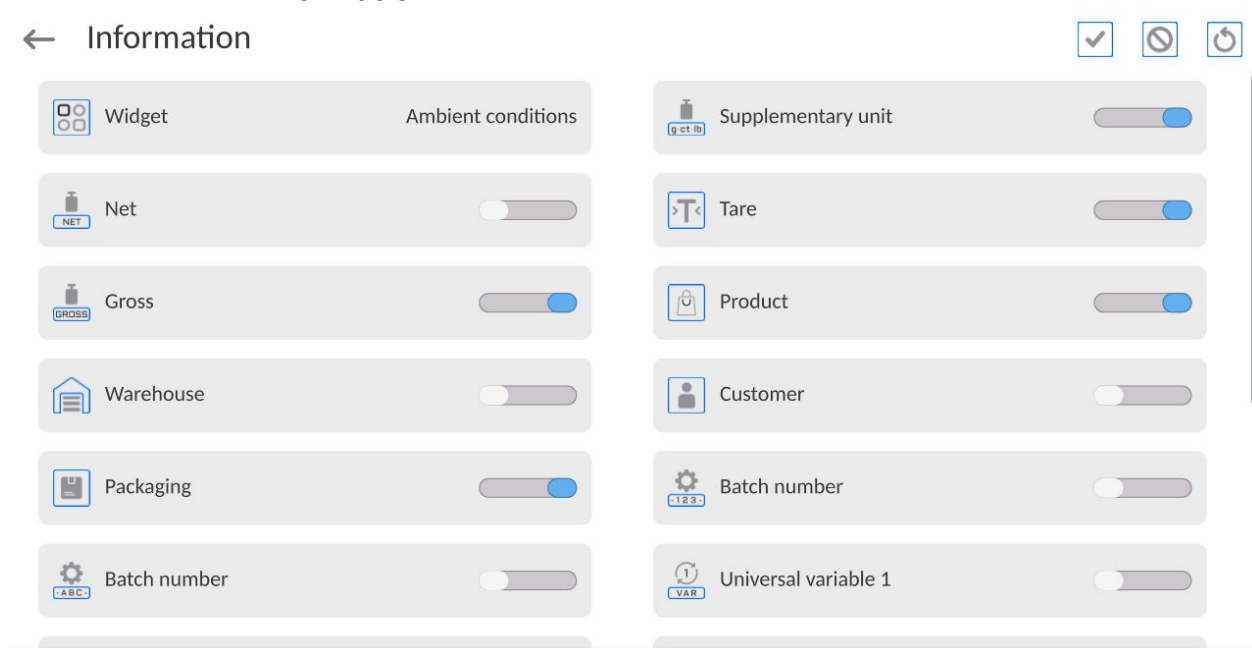 Information
Widget Ambient conditions
Supplementary unit
g·ct·lb
Net
NET
Tare
>T<
Gross
GROSS
Product
Warehouse
Customer
Packaging
Batch number
·123·
Batch number
·ABC·
Universal variable 1
1
VAR